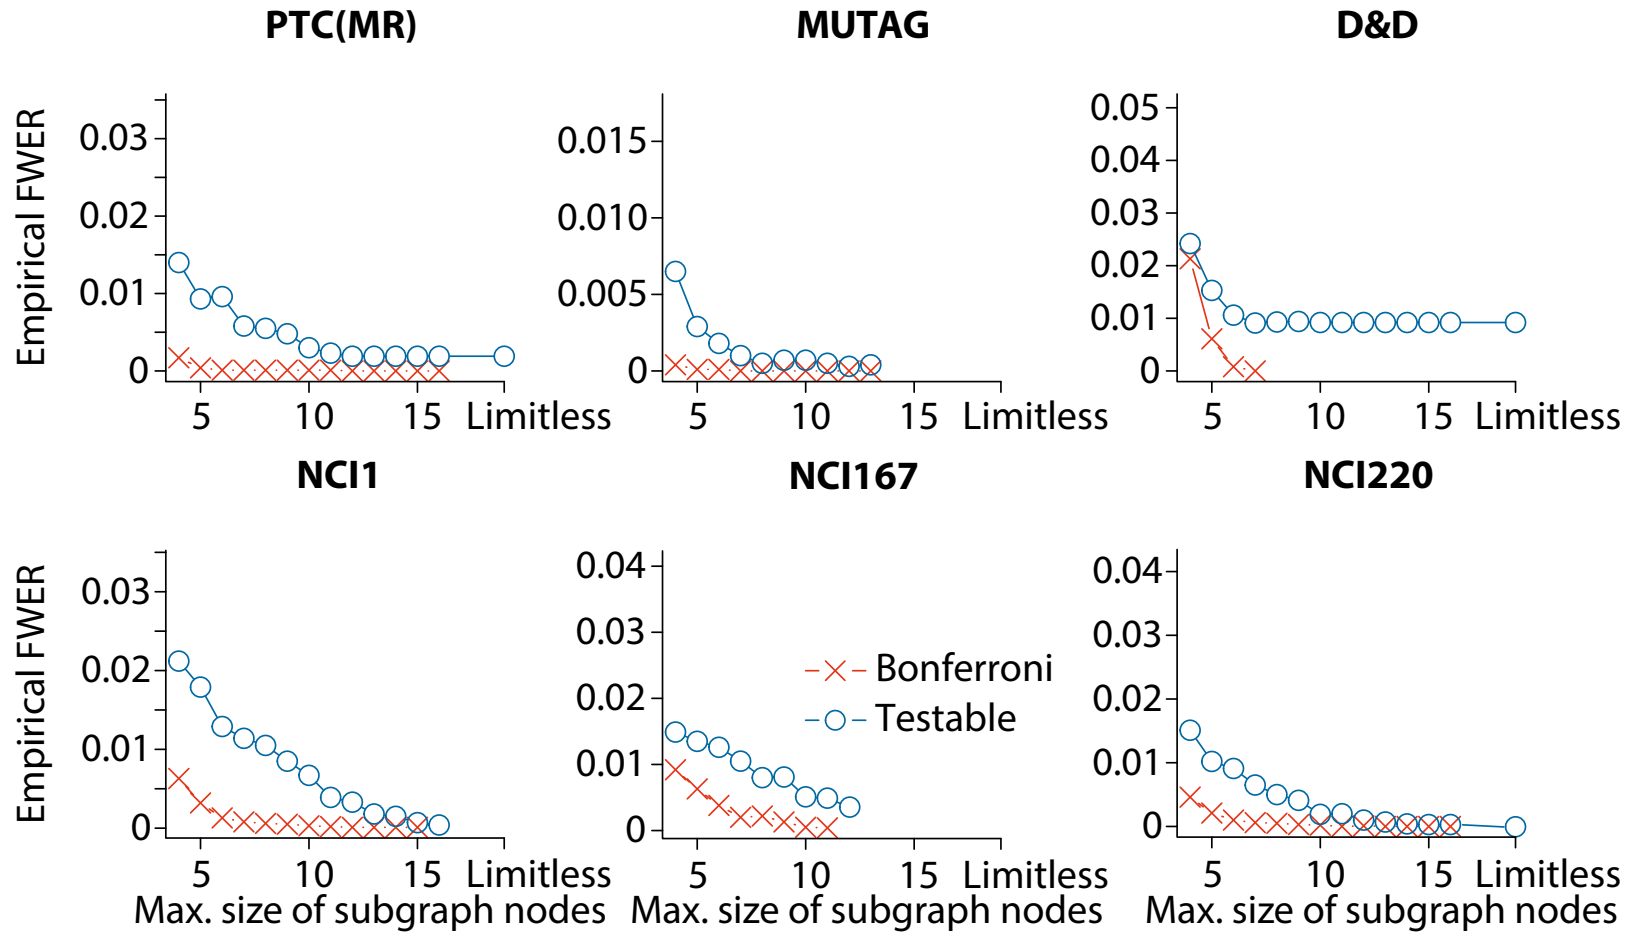 PTC(MR) MUTAG D&D
Empirical FWER
0.03
0.02
0.01
0
5 10 15 Limitless
0.015
0.010
0.005
0
5 10 15 Limitless
0.05
0.04
0.03
0.02
0.01
0
5 10 15 Limitless
NCI1 NCI167 NCI220
Empirical FWER
0.03
0.02
0.01
0
5 10 15 Limitless
Max. size of subgraph nodes
0.04
0.03
0.02
0.01
0
Bonferroni
Testable
5 10 15 Limitless
Max. size of subgraph nodes
0.04
0.03
0.02
0.01
0
5 10 15 Limitless
Max. size of subgraph nodes